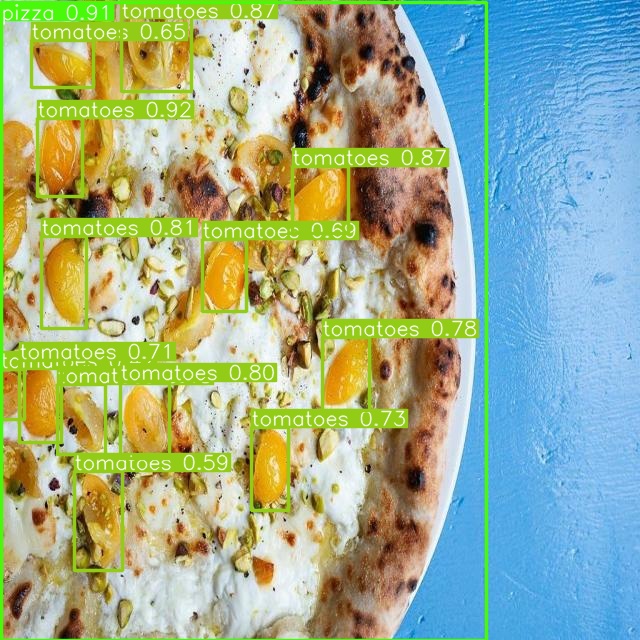 pizza 0.91 tomatoes 0.87
tomatoes 0.65
tomatoes 0.92
tomatoes 0.87
tomatoes 0.81 tomatoes 0.69
tomatoes 0.78
tomatoes 0.71
tomatoes 0.80
tomatoes 0.73
tomatoes 0.59